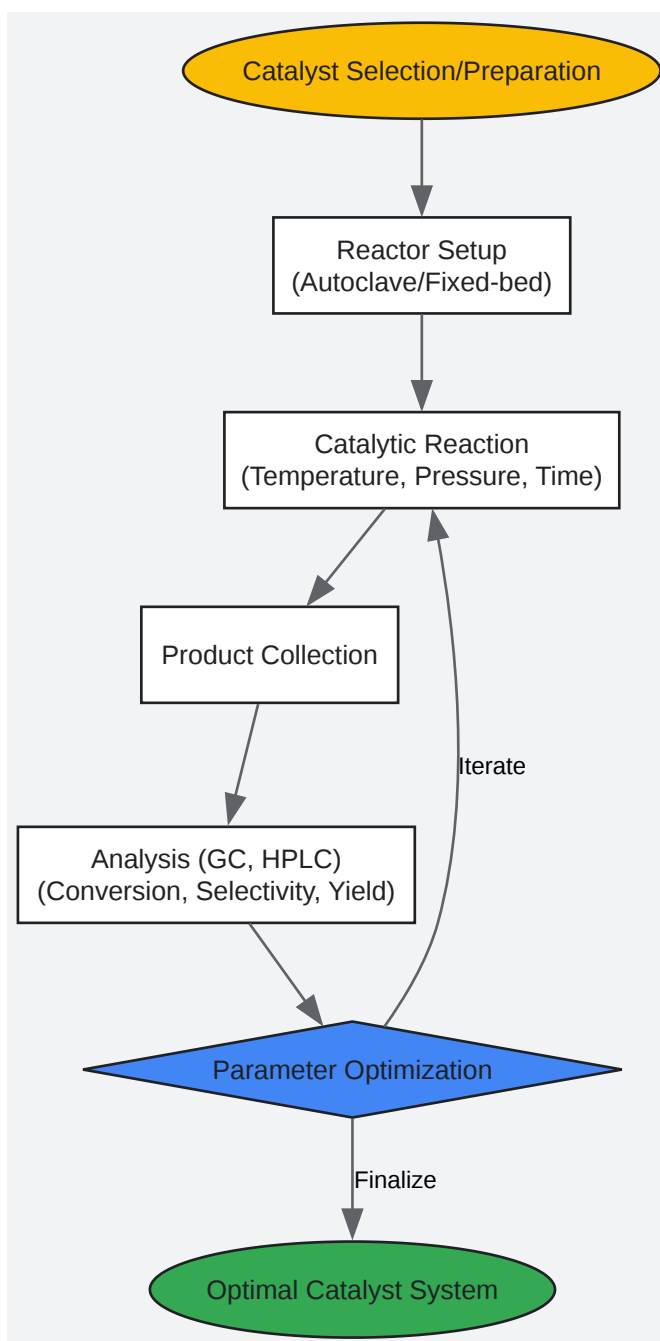 Catalyst Selection/Preparation
Reactor Setup
(Autoclave/Fixed-bed)
Catalytic Reaction
(Temperature, Pressure, Time)
Product Collection
Iterate
Analysis (GC, HPLC)
(Conversion, Selectivity, Yield)
Parameter Optimization
Finalize
Optimal Catalyst System